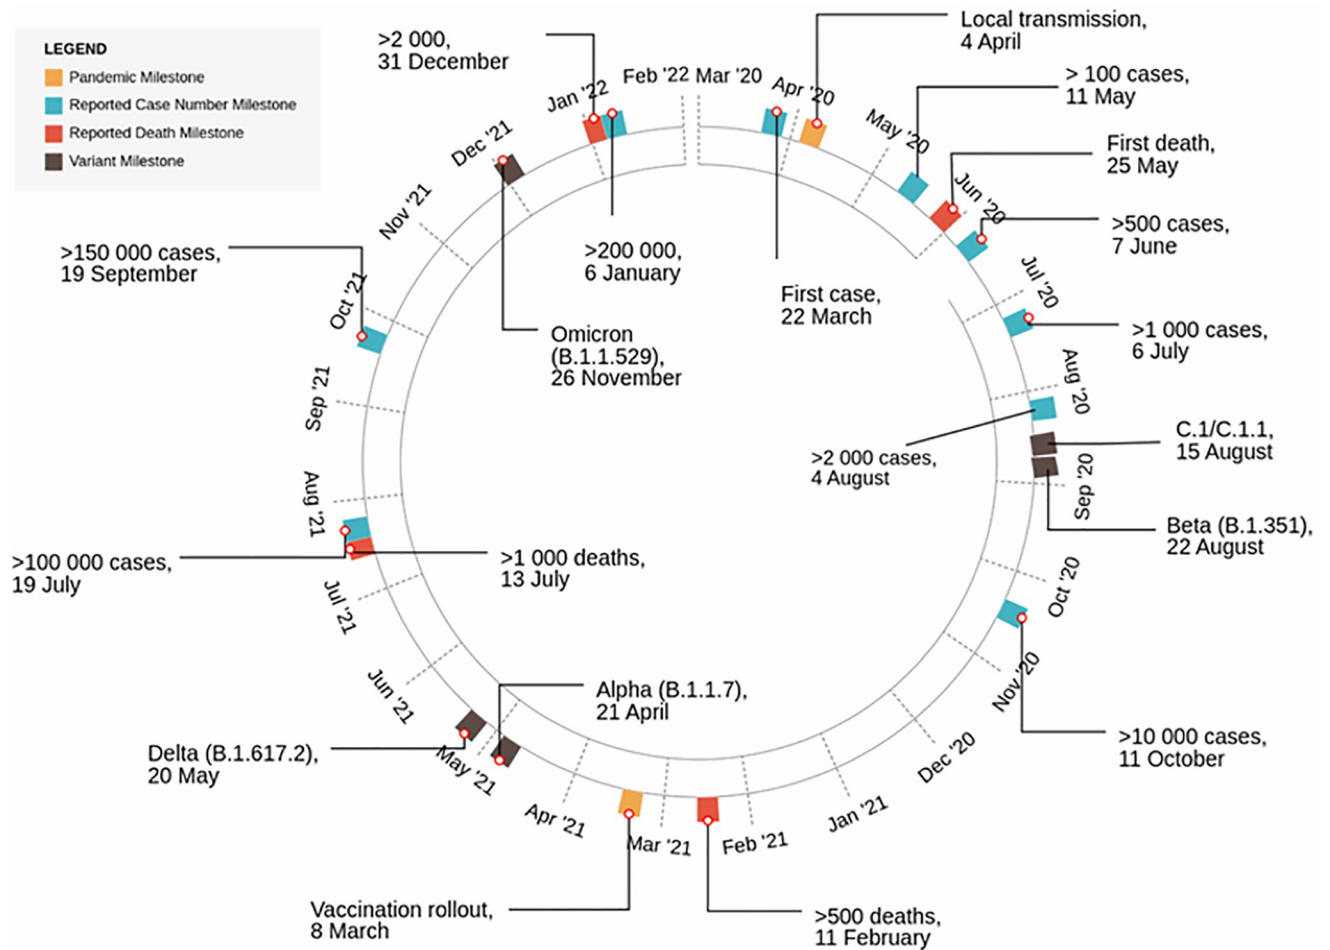 LEGEND
Pandemic Milestone
Reported Case Number Milestone
Reported Death Milestone
Variant Milestone
Mar '20
Apr '20
May '20
Jun '20
Jul '20
Aug '20
Sep '20
Oct '20
Nov '20
Dec '20
Jan '21
Feb '21
Mar '21
Apr '21
May '21
Jun '21
Jul '21
Aug '21
Sep '21
Oct '21
Nov '21
Dec '21
Jan '22
Feb '22
First case,
22 March
Local transmission,
4 April
> 100 cases,
11 May
First death,
25 May
>500 cases,
7 June
>1 000 cases,
6 July
>2 000 cases,
4 August
C.1/C.1.1,
15 August
Beta (B.1.351),
22 August
>10 000 cases,
11 October
>500 deaths,
11 February
Vaccination rollout,
8 March
Alpha (B.1.1.7),
21 April
Delta (B.1.617.2),
20 May
>1 000 deaths,
13 July
>100 000 cases,
19 July
>150 000 cases,
19 September
Omicron
(B.1.1.529),
26 November
>2 000,
31 December
>200 000,
6 January